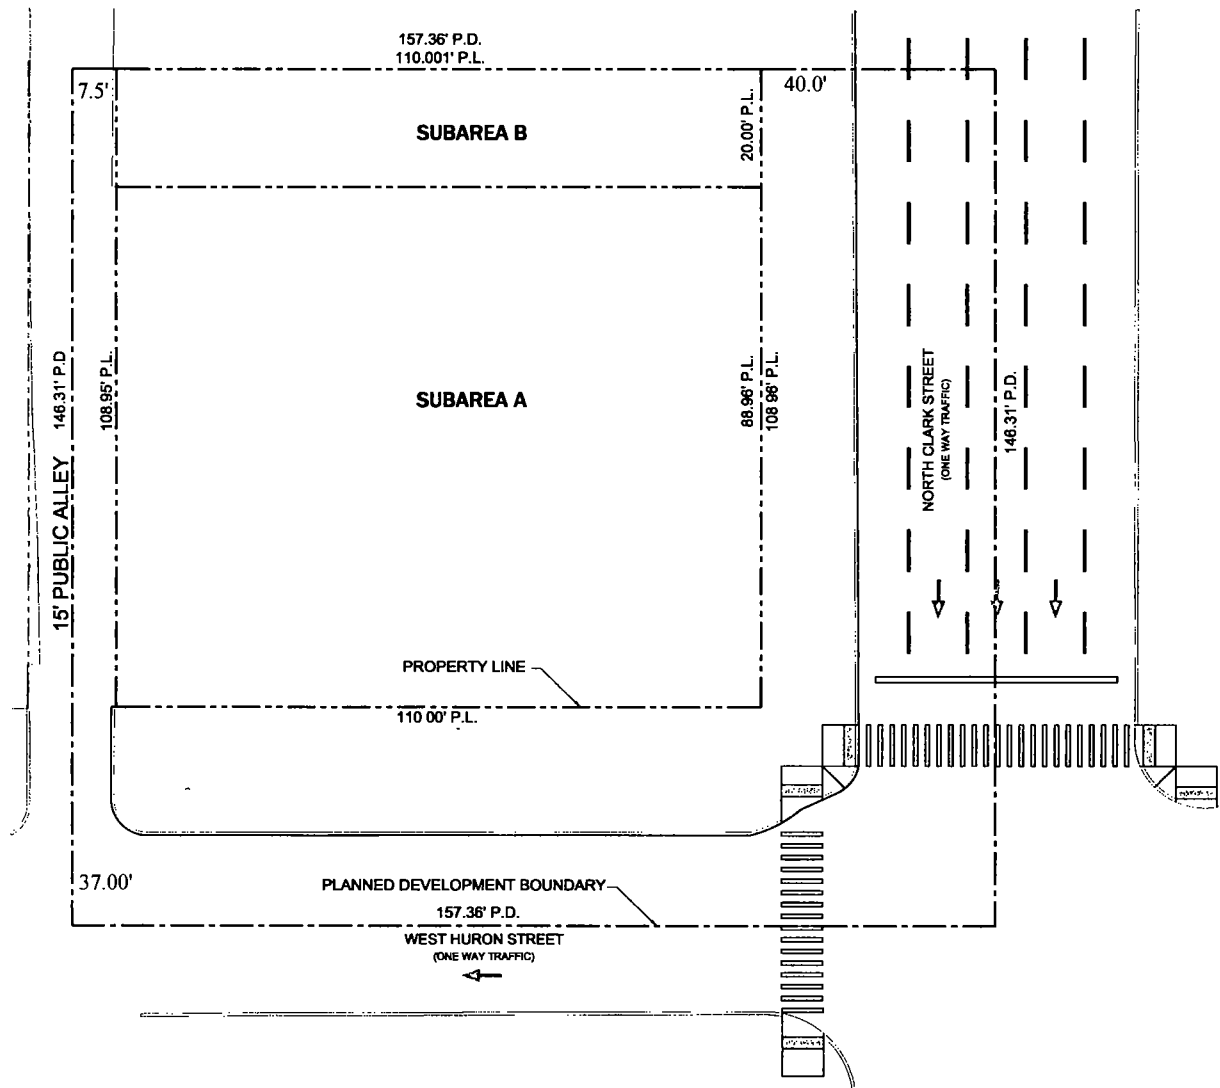 157.36' P.D.
110.001' P.L.
7.5'
40.0'
SUBAREA B
20.00' P.L.
SUBAREA A
146.31' P.D
108.95' P.L.
88.96' P.L.
108 96' P.L.
NORTH CLARK STREET
(ONE WAY TRAFFIC)
146.31' P.D.
15' PUBLIC ALLEY
PROPERTY LINE
110 00' P.L.
37.00'
PLANNED DEVELOPMENT BOUNDARY
157.36' P.D.
WEST HURON STREET
(ONE WAY TRAFFIC)